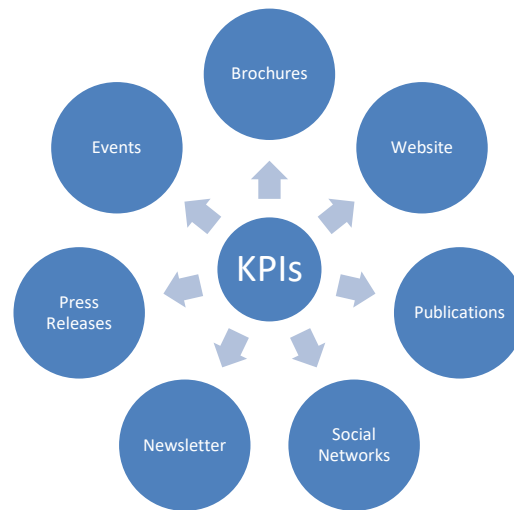 Brochures
Website
Publications
Social
Networks
Newsletter
Press
Releases
Events
KPIs